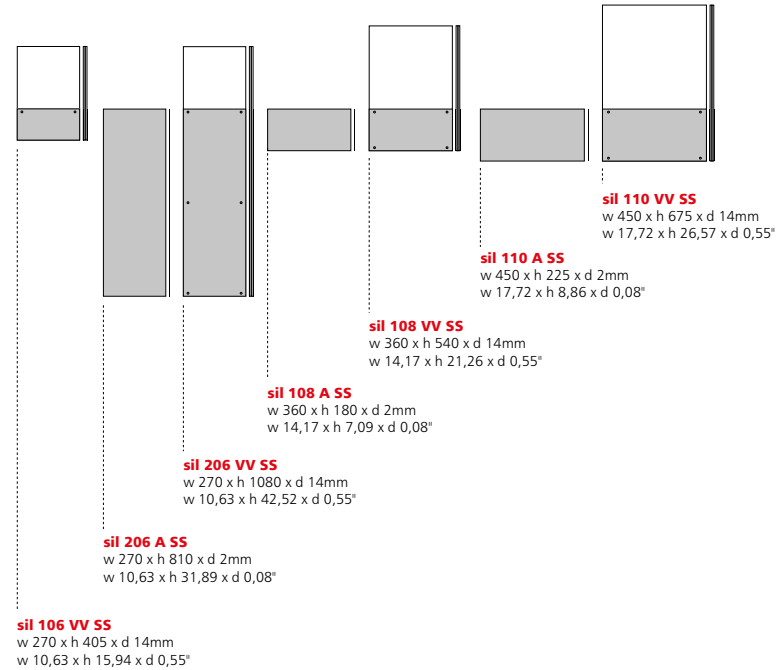 sil 110 VV SS
w 450 x h 675 x d 14mm
w 17,72 x h 26,57 x d 0,55"
sil 110 A SS
w 450 x h 225 x d 2mm
w 17,72 x h 8,86 x d 0,08"
sil 108 VV SS
w 360 x h 540 x d 14mm
w 14,17 x h 21,26 x d 0,55"
sil 108 A SS
w 360 x h 180 x d 2mm
w 14,17 x h 7,09 x d 0,08"
sil 206 VV SS
w 270 x h 1080 x d 14mm
w 10,63 x h 42,52 x d 0,55"
sil 206 A SS
w 270 x h 810 x d 2mm
w 10,63 x h 31,89 x d 0,08"
sil 106 VV SS
w 270 x h 405 x d 14mm
w 10,63 x h 15,94 x d 0,55"